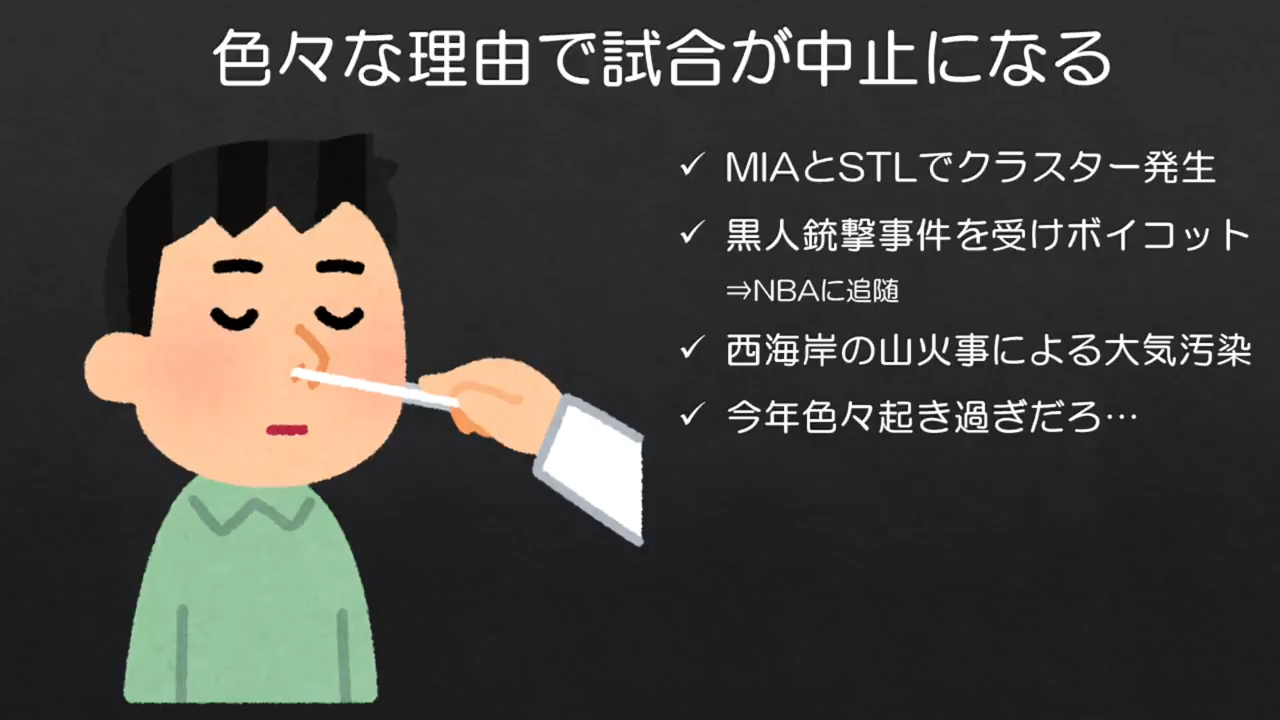 色々な理由で試合が中止になる
✓ MIAとSTLでクラスター発生
✓ 黒人銃撃事件を受けボイコット
⇒NBAに追随
✓ 西海岸の山火事による大気汚染
✓ 今年色々起き過ぎだろ…